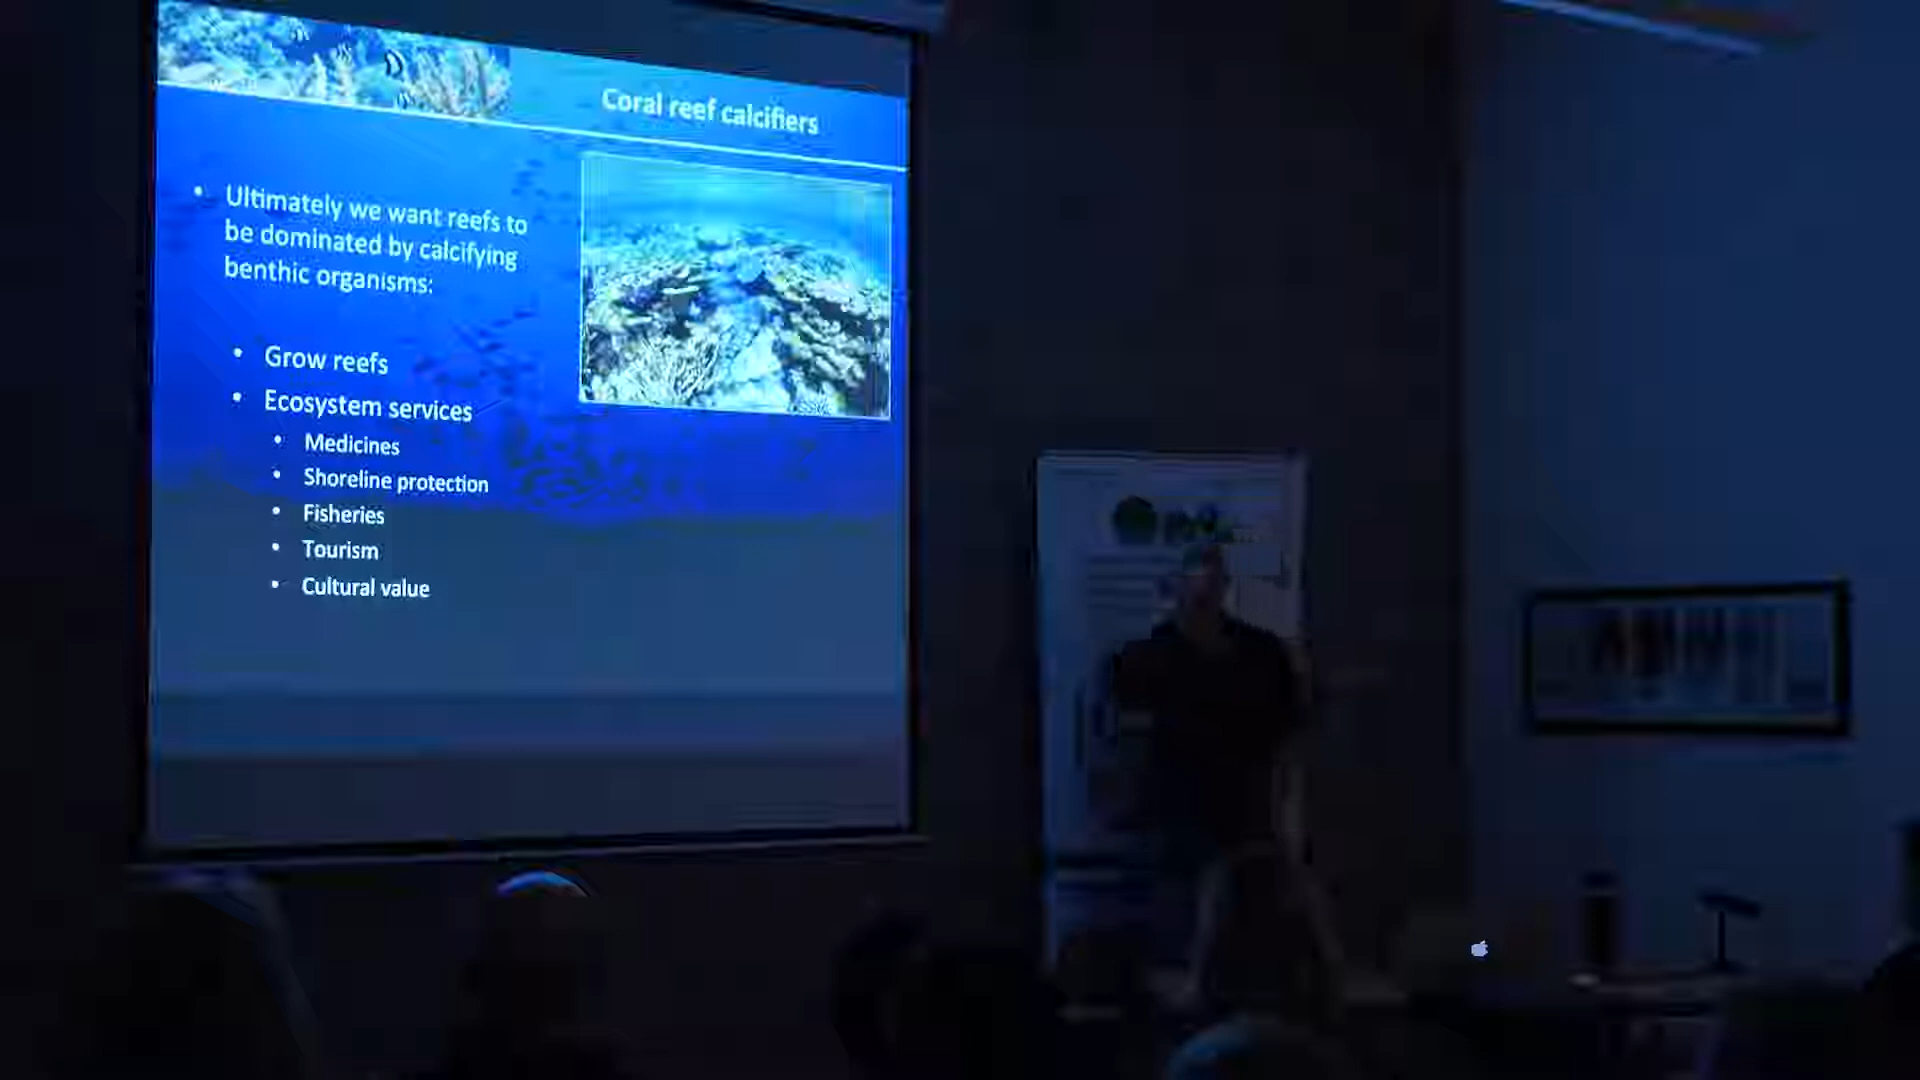 Coral reef calcifiers
• Ultimately we want reefs to
be dominated by calcifying
benthic organisms:
• Grow reefs
• Ecosystem services
• Medicines
• Shoreline protection
• Fisheries
• Tourism
• Cultural value